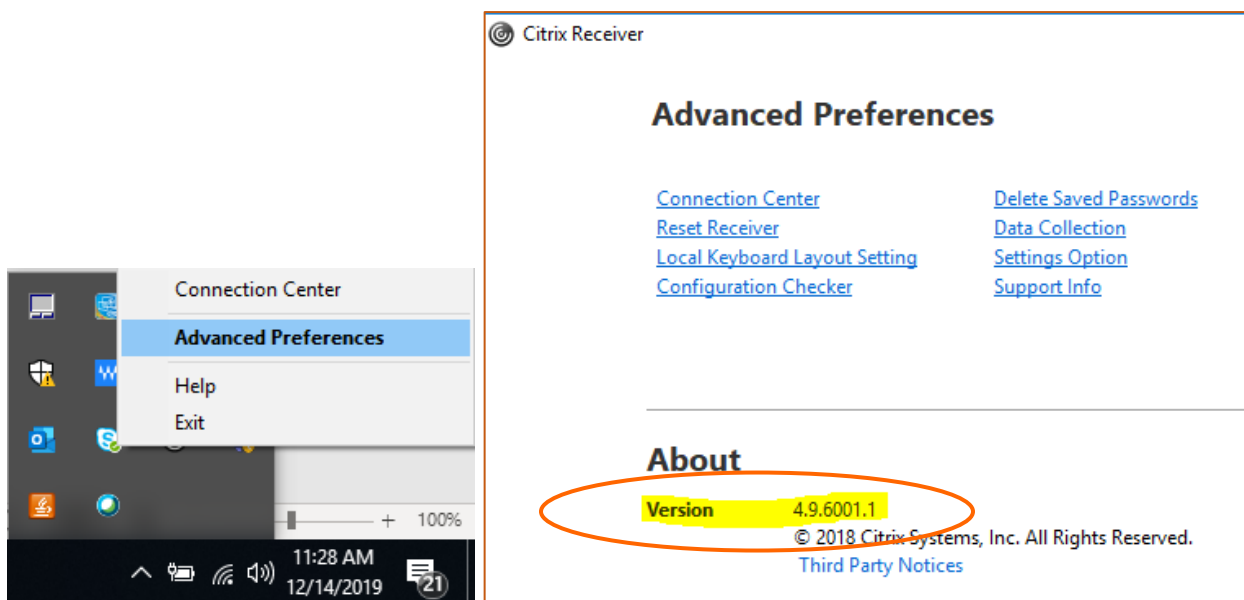 Connection Center
Advanced Preferences
Help
Exit
+ 100%
11:28 AM
12/14/2019
21
Citrix Receiver
Advanced Preferences
Connection Center Delete Saved Passwords
Reset Receiver Data Collection
Local Keyboard Layout Setting Settings Option
Configuration Checker Support Info
About
Version 4.9.6001.1
© 2018 Citrix Systems, Inc. All Rights Reserved.
Third Party Notices